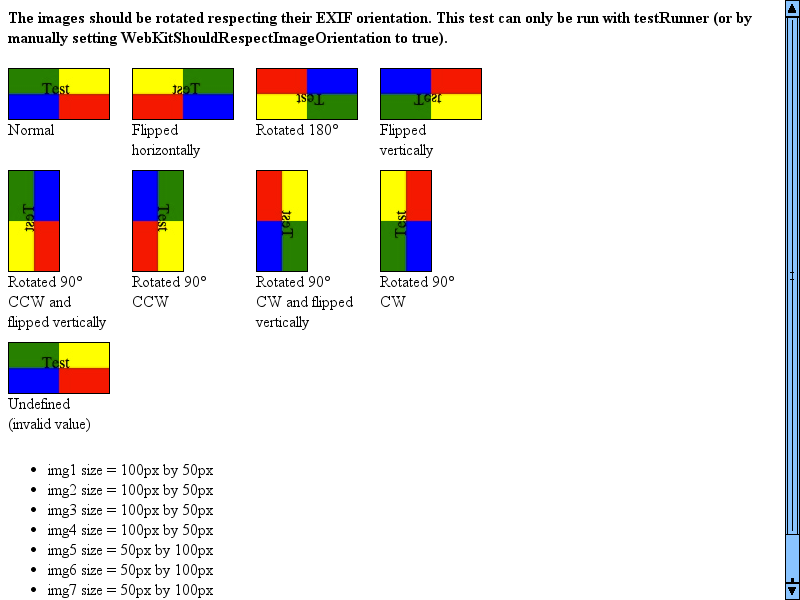 The images should be rotated respecting their EXIF orientation. This test can only be run with testRunner (or by
manually setting WebKitShouldRespectImageOrientation to true).
Test
Test
Test
Test
Normal
Flipped
horizontally
Rotated 180°
Flipped
vertically
Test
Test
Test
Test
Rotated 90°
CCW and
flipped vertically
Rotated 90°
CCW
Rotated 90°
CW and flipped
vertically
Rotated 90°
CW
Test
Undefined
(invalid value)
• img1 size = 100px by 50px
• img2 size = 100px by 50px
• img3 size = 100px by 50px
• img4 size = 100px by 50px
• img5 size = 50px by 100px
• img6 size = 50px by 100px
• img7 size = 50px by 100px